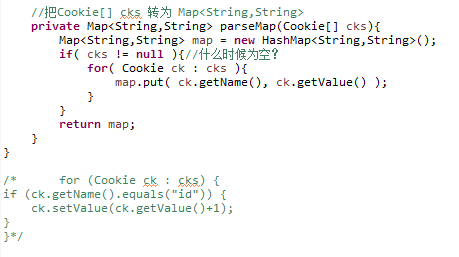 //把Cookie[] cks 转为 Map<String,String>
private Map<String,String> parseMap(Cookie[] cks){
Map<String,String> map = new HashMap<String,String>();
if( cks != null ){//什么时候为空?
for( Cookie ck : cks ){
map.put( ck.getName(), ck.getValue() );
}
}
return map;
}
}
/* for (Cookie ck : cks) {
if (ck.getName().equals("id")) {
ck.setValue(ck.getValue()+1);
}
}*/